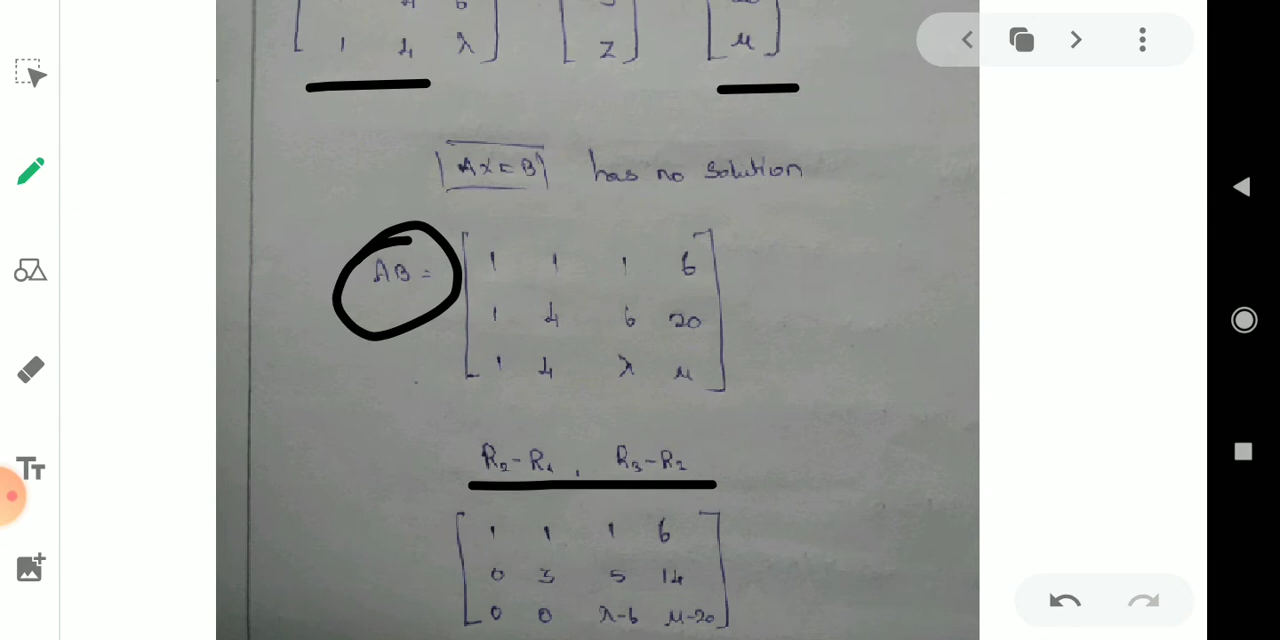 1 4 λ z μ
AX = B has no solution
AB = 1 1 1 6
1 4 6 20
1 4 λ μ
R2-R1, R3-R2
1 1 1 6
0 3 5 14
0 0 λ-6 μ-20
TT